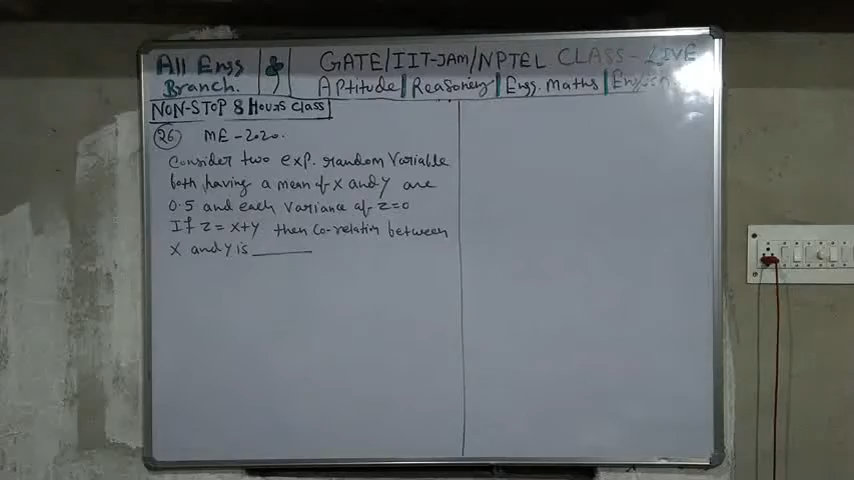 All Engg
Branch.
GATE/IIT-JAM/NPTEL CLASS-LIVE
Aptitude | Reasoning | Engg. Maths | English.
NON-STOP 8 Hours Class
26 ME-2020.
Consider two exp. random Variable
both having a mean of X and Y are
0.5 and each Variance of Z=0
If Z = X+Y then Co-relation between
X and Y is ______